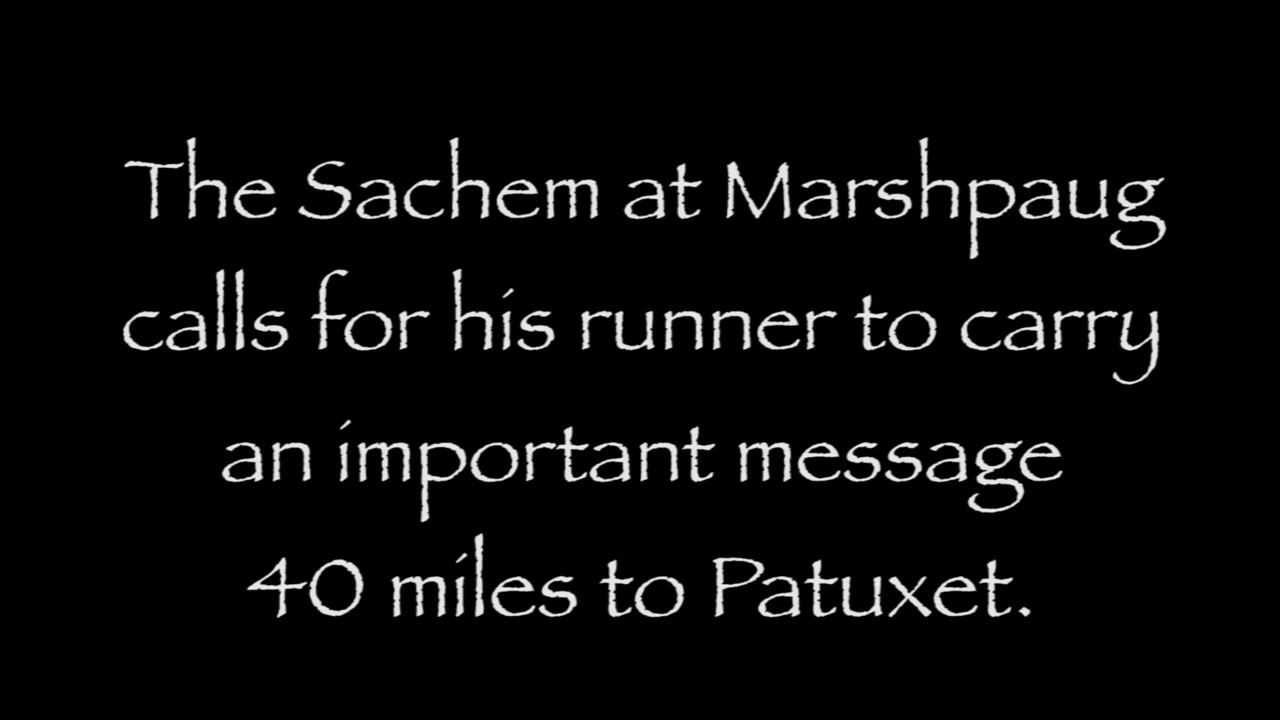 The Sachem at Marshpaug
calls for his runner to carry
an important message
40 miles to Patuxet.